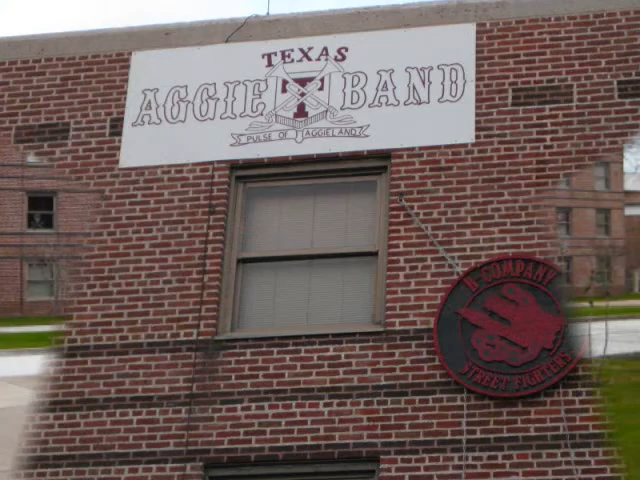 TEXAS
AGGIE T BAND
PULSE OF AGGIELAND
COMPANY
STREET FIGHTERS